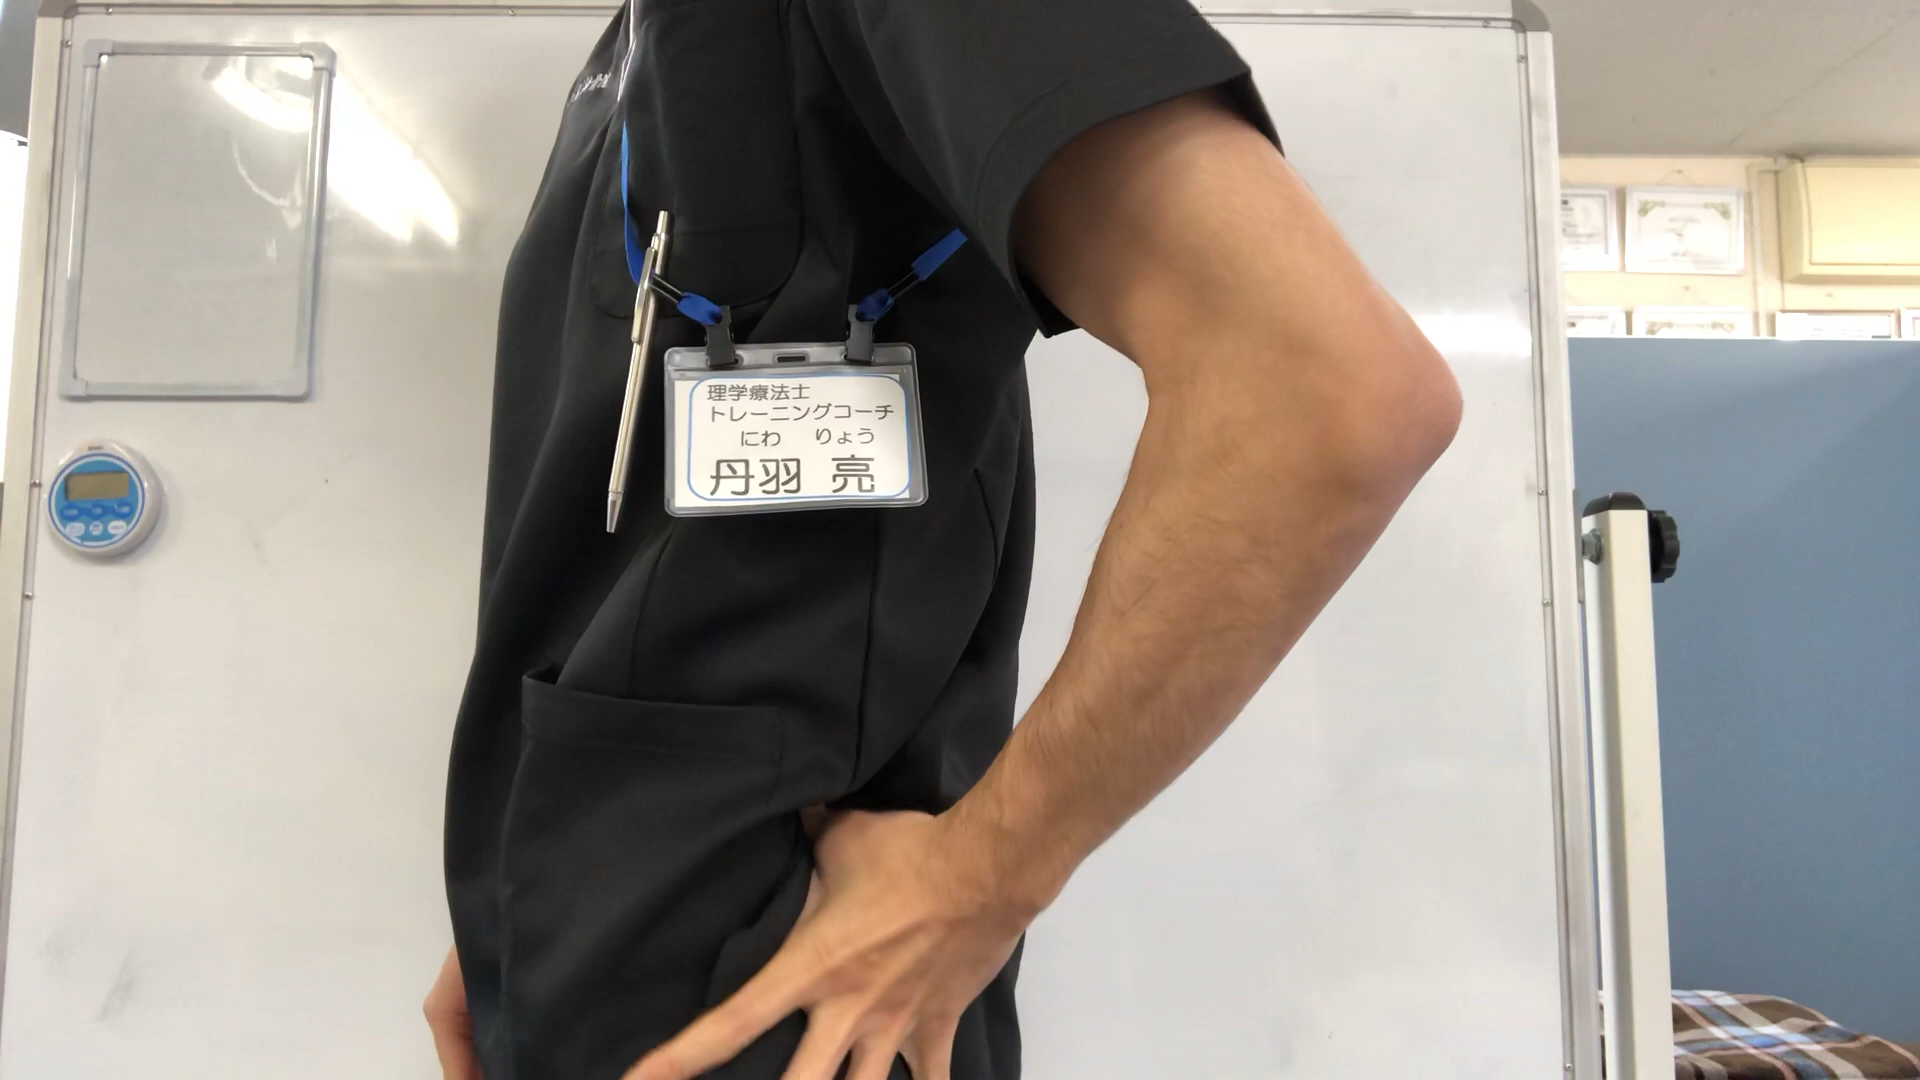 理学療法士
トレーニングコーチ
にわ りょう
丹羽 亮